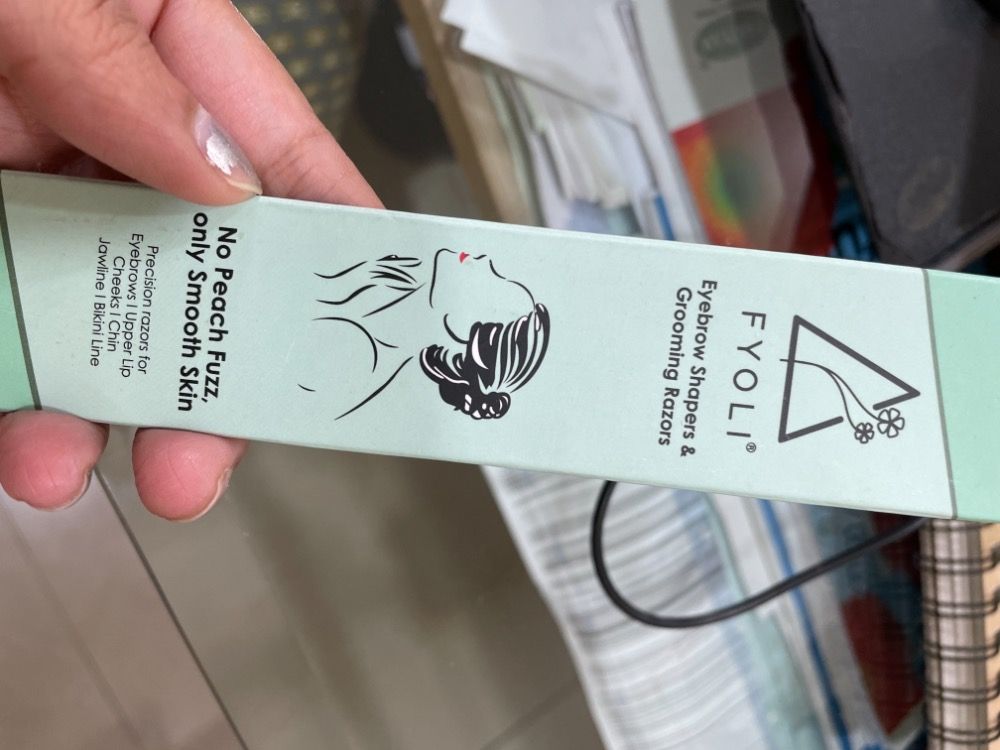 FYOLI®
Eyebrow Shapers &
Grooming Razors
No Peach Fuzz,
only Smooth Skin
Precision razors for
Eyebrows | Upper Lip
Cheeks | Chin
Jawline | Bikini Line